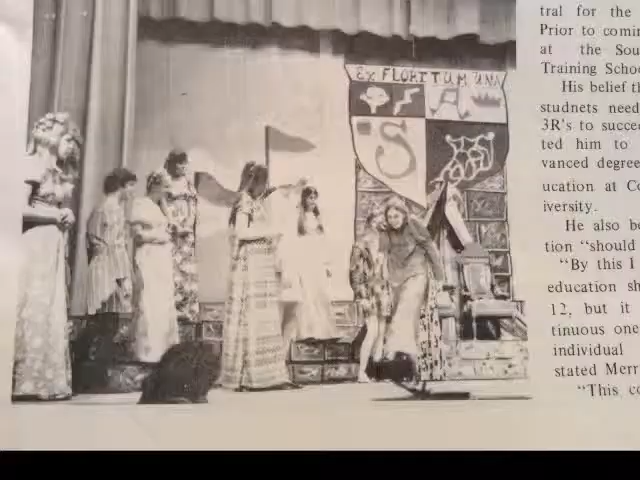 Ex FLORITUM UNA
S
tral for the
Prior to comin
at the Sou
Training Schoo
His belief th
studnets need
3R's to succe
ted him to
vanced degree
ucation at Co
iversity.
He also be
tion "should
"By this I
education sh
12, but it
tinuous one
individual
stated Merr
"This co